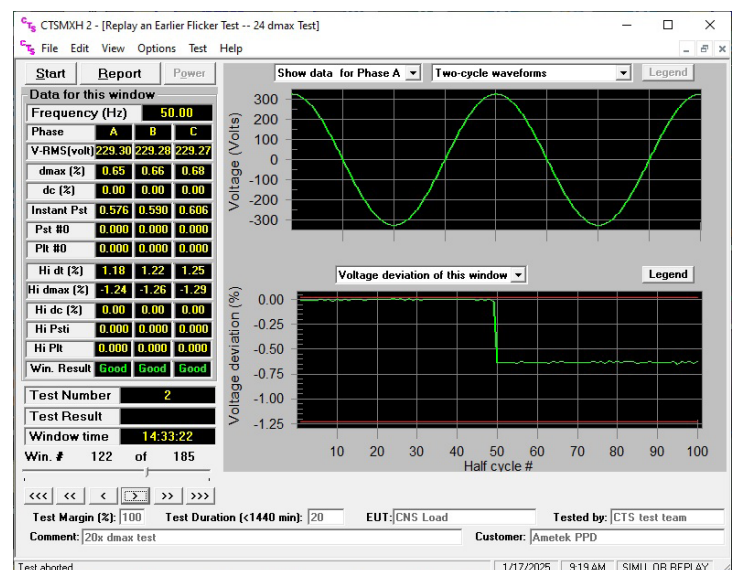 CTSMXH 2 - [Replay an Earlier Flicker Test -- 24 dmax Test]
File Edit View Options Test Help
Start Report Power
Data for this window
Frequency (Hz) 50.00
Phase A B C
V-RMS(volt) 229.30 229.28 229.27
dmax (%) 0.65 0.66 0.68
dc (%) 0.00 0.00 0.00
Instant Pst 0.576 0.590 0.606
Pst #0 0.000 0.000 0.000
Plt #0 0.000 0.000 0.000
Hi dt (%) 1.18 1.22 1.25
Hi dmax (%) -1.24 -1.26 -1.29
Hi dc (%) 0.00 0.00 0.00
Hi Psti 0.000 0.000 0.000
Hi Plt 0.000 0.000 0.000
Win. Result Good Good Good
Test Number 2
Test Result
Window time 14:33:22
Win. # 122 of 185
<<< << < > >> >>>
Show data for Phase A Two-cycle waveforms Legend
Voltage (Volts)
300
200
100
0
-100
-200
-300
Voltage deviation of this window Legend
Voltage deviation (%)
0.00
-0.25
-0.50
-0.75
-1.00
-1.25
10 20 30 40 50 60 70 80 90 100
Half cycle #
Test Margin (%): 100 Test Duration (<1440 min): 20 EUT: CNS Load Tested by: CTS test team
Comment: 20x dmax test Customer: Ametek PPD
Test aborted 1/17/2025 9:19 AM SIMU OR REPLAY